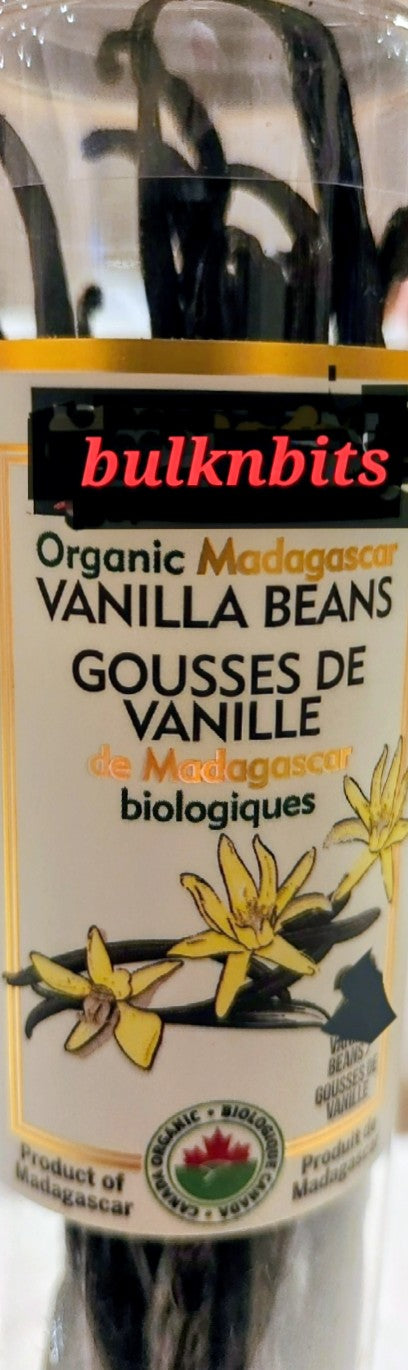 bulknbits
Organic Madagascar
VANILLA BEANS
GOUSSES DE
VANILLE
de Madagascar
biologiques
BEANS
GOUSSES DE
VANILLE
Product of
Madagascar
CANADA ORGANIC • BIOLOGIQUE CANADA •
Produit de
Madagascar